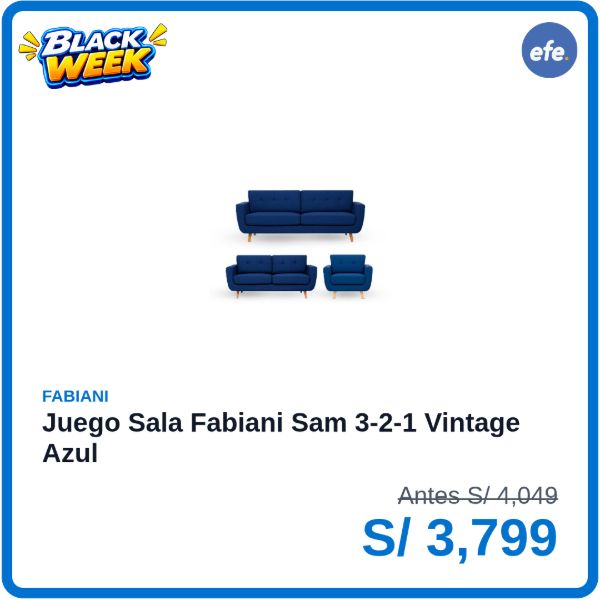 BLACK
WEEK
efe.
FABIANI
Juego Sala Fabiani Sam 3-2-1 Vintage
Azul
Antes S/ 4,049
S/ 3,799